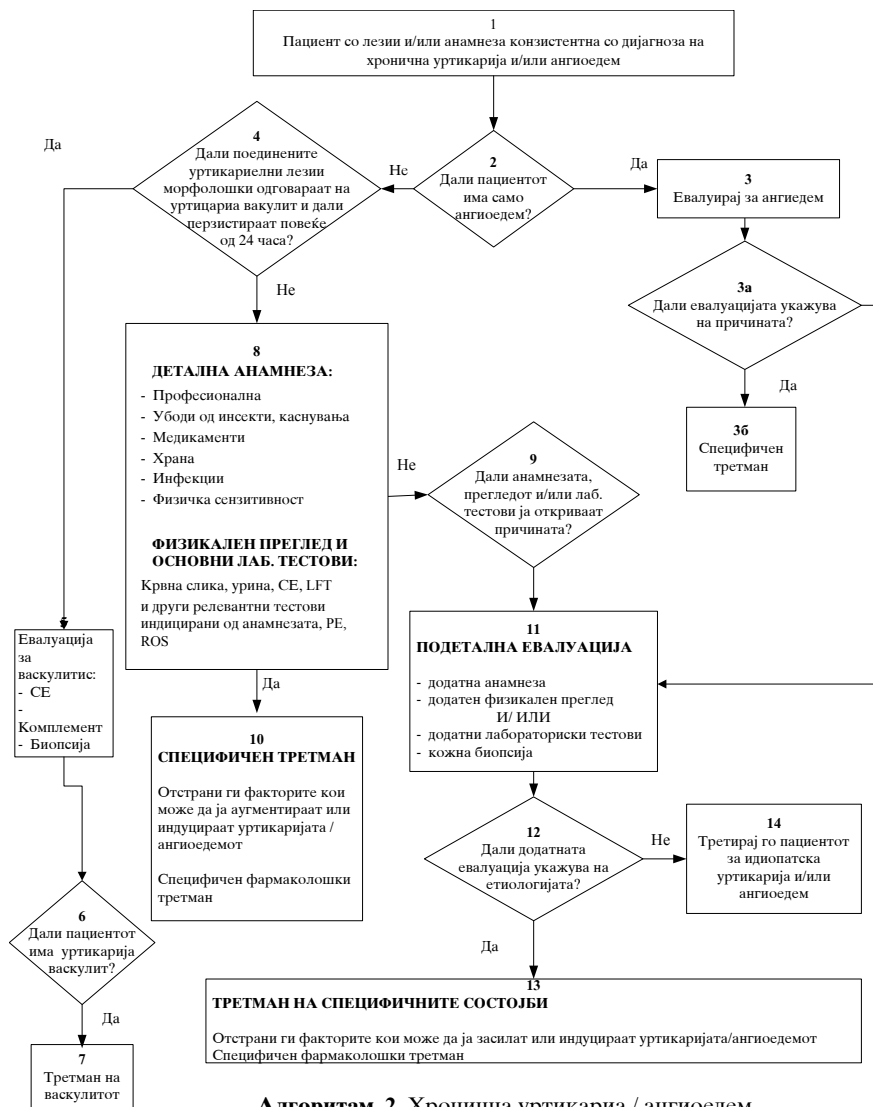 1
Пациент со лезии и/или анамнеза конзистентна со дијагноза на
хронична уртикарија и/или ангиоедем
Да
4
Дали поединените
уртикариелни лезии
морфолошки одговараат на
уртицариа вакулит и дали
перзистираат повеќе
од 24 часа?
Не
2
Дали пациентот
има само
ангиоедем?
Да
3
Евалуирај за ангиедем
3а
Дали евалуацијата укажува
на причината?
Да
3б
Специфичен
третман
Не
8
ДЕТАЛНА АНАМНЕЗА:
- Професионална
- Убоди од инсекти, каснувања
- Медикаменти
- Храна
- Инфекции
- Физичка сензитивност
ФИЗИКАЛЕН ПРЕГЛЕД И
ОСНОВНИ ЛАБ. ТЕСТОВИ:
Крвна слика, урина, СЕ, LFT
и други релевантни тестови
индицирани од анамнезата, PE,
ROS
Не
9
Дали анамнезата,
прегледот и/или лаб.
тестови ја откриваат
причината?
5
Евалуација
за
васкулитис:
- СЕ
-
Комплемент
- Биопсија
11
ПОДЕТАЛНА ЕВАЛУАЦИЈА
- додатна анамнеза
- додатен физикален преглед
И/ ИЛИ
- додатни лабораториски тестови
- кожна биопсија
Да
10
СПЕЦИФИЧЕН ТРЕТМАН
Отстрани ги факторите кои
може да ја аугментираат или
индуцираат уртикаријата /
ангиоедемот
Специфичен фармаколошки
третман
12
Дали додатната
евалуација укажува на
етиологијата?
Не
14
Третирај го пациентот
за идиопатска
уртикарија и/или
ангиоедем
6
Дали пациентот
има уртикарија
васкулит?
Да
13
ТРЕТМАН НА СПЕЦИФИЧНИТЕ СОСТОЈБИ
Отстрани ги факторите кои може да ја засилат или индуцираат уртикаријата/ангиоедемот
Специфичен фармаколошки третман
Да
7
Третман на
васкулитот
Алгоритам 2. Хронична уртикариа / ангиоедем